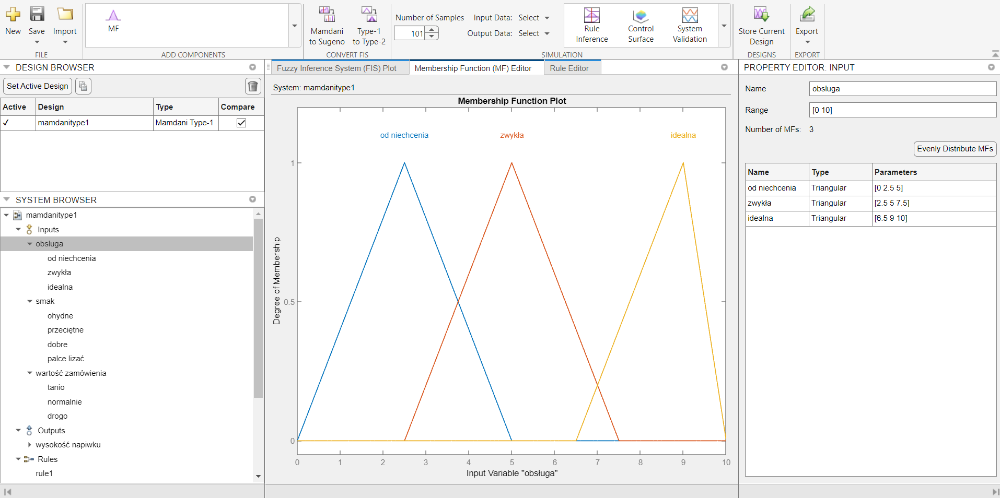 New
Save
Import
FILE
MF
ADD COMPONENTS
Mamdani
to Sugeno
Type-1
to Type-2
CONVERT FIS
Number of Samples
101
Input Data: Select
Output Data: Select
Rule
Inference
Control
Surface
System
Validation
SIMULATION
Store Current
Design
DESIGNS
Export
EXPORT
DESIGN BROWSER
Set Active Design
Active Design Type Compare
mamdanitype1 Mamdani Type-1
SYSTEM BROWSER
mamdanitype1
Inputs
obsługa
od niechcenia
zwykła
idealna
smak
ohydne
przeciętne
dobre
palce lizać
wartość zamówienia
tanio
normalnie
drogo
Outputs
wysokość napiwku
Rules
rule1
Fuzzy Inference System (FIS) Plot
Membership Function (MF) Editor
Rule Editor
System: mamdanitype1
Membership Function Plot
od niechcenia zwykła idealna
1
0.5
0
Degree of Membership
0 1 2 3 4 5 6 7 8 9 10
Input Variable "obsługa"
PROPERTY EDITOR: INPUT
Name obsługa
Range [0 10]
Number of MFs: 3
Evenly Distribute MFs
Name Type Parameters
od niechcenia Triangular [0 2.5 5]
zwykła Triangular [2.5 5 7.5]
idealna Triangular [6.5 9 10]